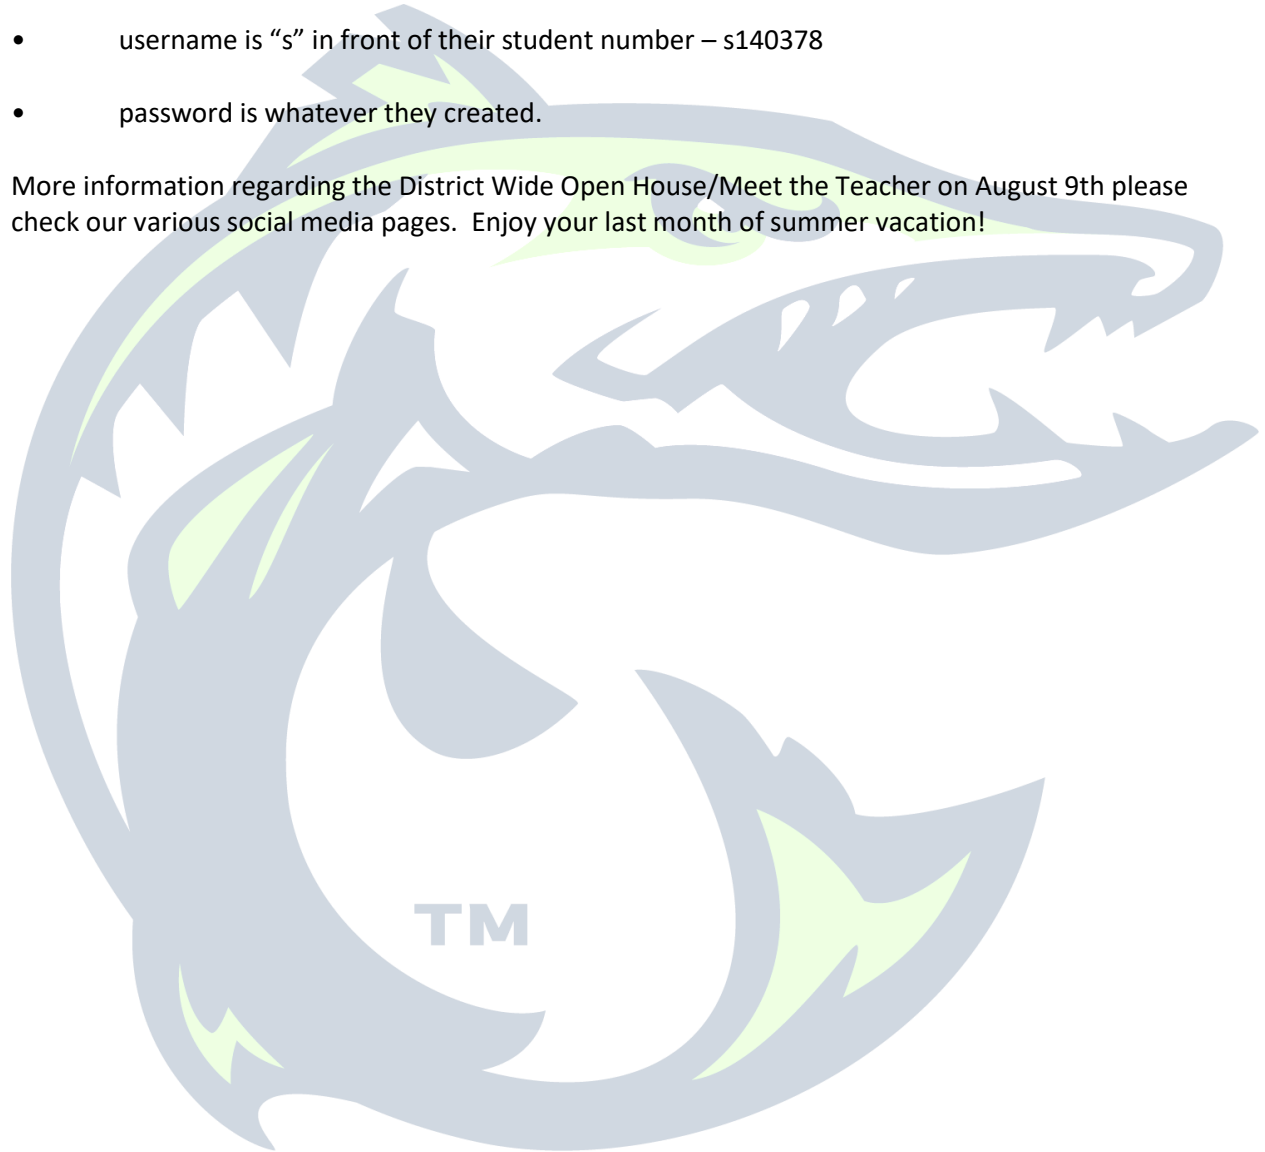 • username is “s” in front of their student number – s140378
• password is whatever they created.
More information regarding the District Wide Open House/Meet the Teacher on August 9th please
check our various social media pages.  Enjoy your last month of summer vacation!
TM